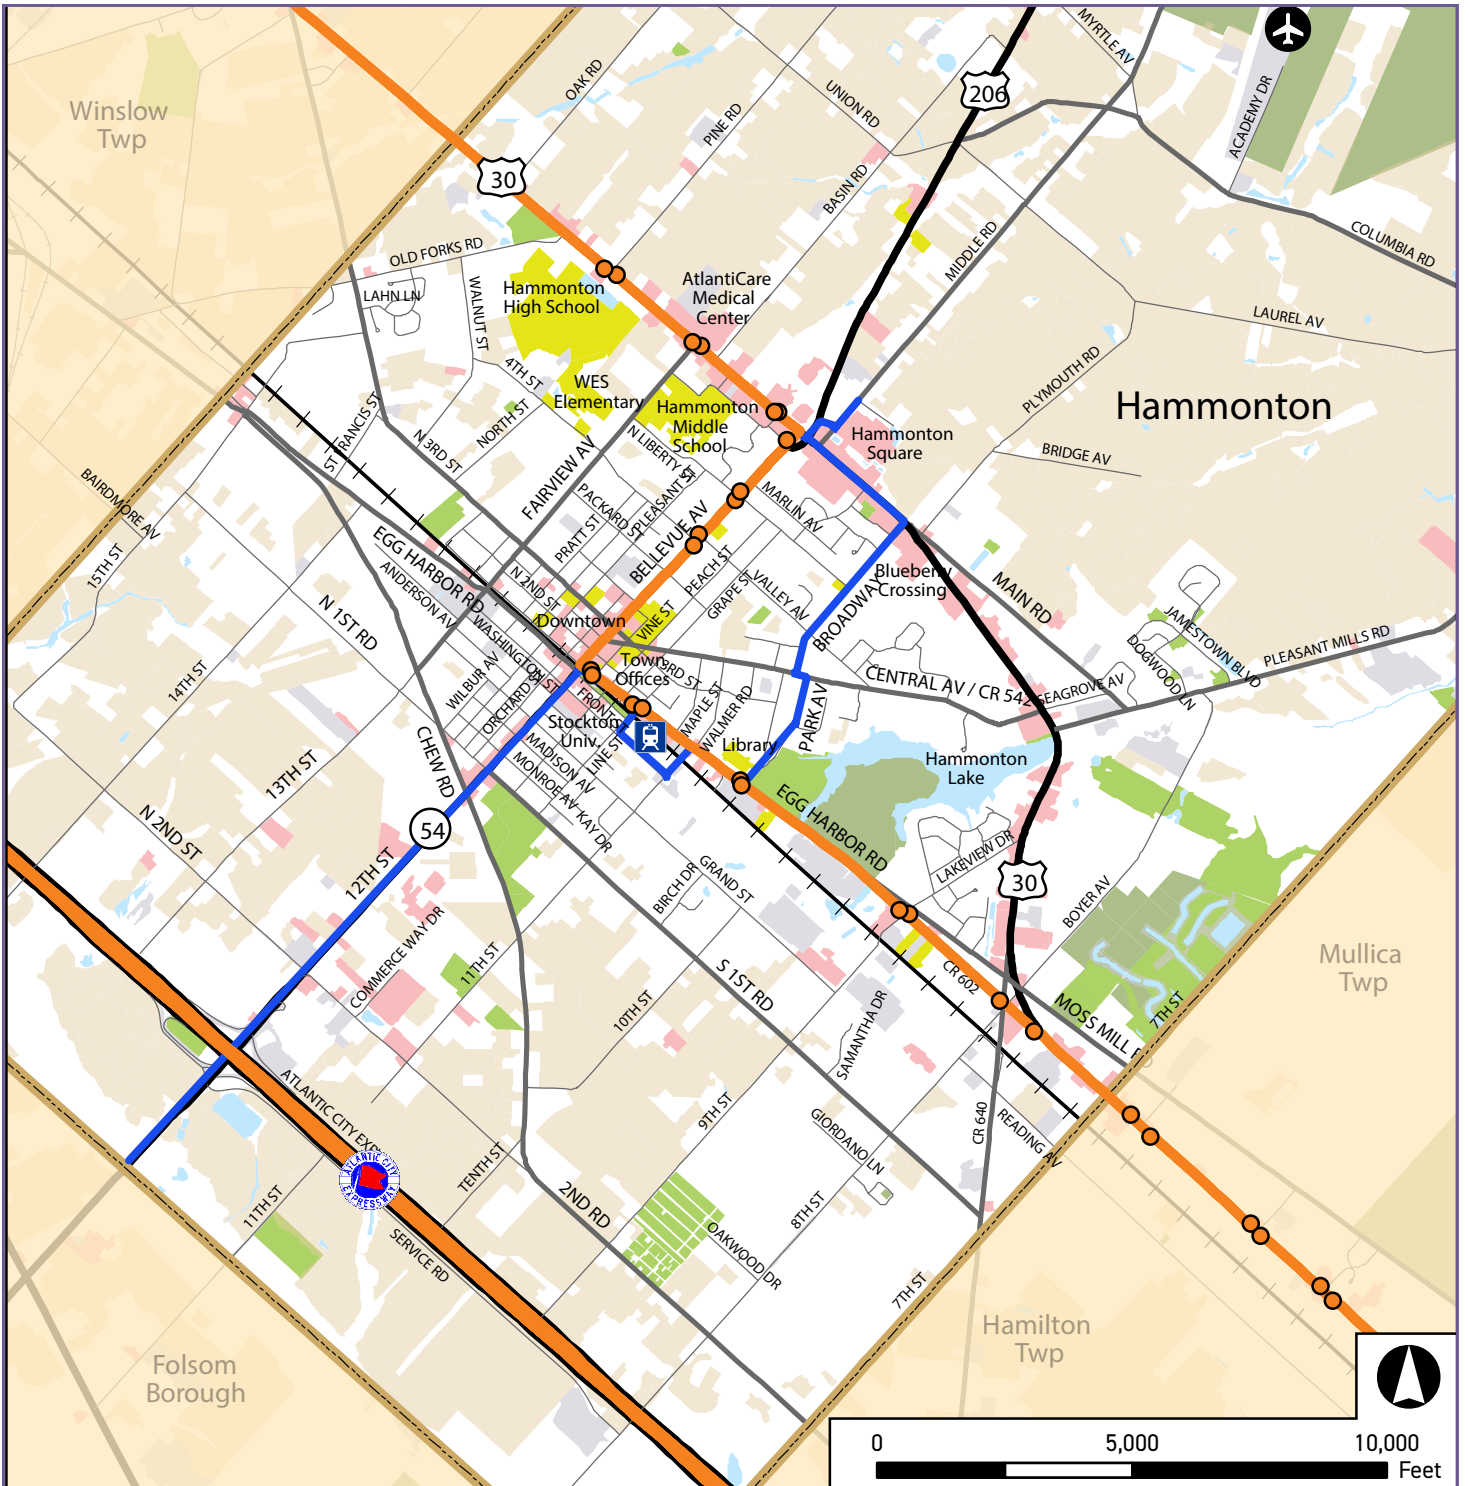 Winslow
Twp
OAK RD
PINE RD
UNION RD
BASIN RD
206
MYRTLE AV
ACADEMY DR
COLUMBIA RD
MIDDLE RD
LAUREL AV
30
OLD FORKS RD
LAHN LN
WALNUT ST
Hammonton
High School
AtlantiCare
Medical
Center
4TH ST
WES
Elementary
NORTH ST
N 3RD ST
ST FRANCIS ST
FAIRVIEW AV
Hammonton
Middle
School
N LIBERTY ST
Hammonton
Square
PLYMOUTH RD
BRIDGE AV
Hammonton
BAIRDMORE AV
15TH ST
EGG HARBOR RD
ANDERSON AV
PACKARD ST
PLEASANT ST
PRATT ST
BELLEVUE AV
MARLIN AV
N 2ND ST
PEACH ST
GRAPE ST
VALLEY AV
VINE ST
BROADWAY
Blueberry
Crossing
MAIN RD
JAMESTOWN BLVD
DOGWOOD LN
PLEASANT MILLS RD
SEAGROVE AV
CENTRAL AV / CR 542
N 1ST RD
14TH ST
WASHINGTON ST
WILBUR AV
ORCHARD ST
Downtown
Town
Offices
3RD ST
FRONT
Stockton
Univ.
LINE ST
MAPLE ST
WALMER RD
Library
PARK AV
Hammonton
Lake
MADISON AV
MONROE AV
KAY DR
CHEW RD
13TH ST
N 2ND ST
54
12TH ST
EGG HARBOR RD
LAKEVIEW DR
30
BOYER AV
BIRCH DR
GRAND ST
COMMERCE WAY DR
11TH ST
10TH ST
S 1ST RD
CR 602
SAMANTHA DR
MOSS MILL R
7TH ST
Mullica
Twp
ATLANTIC CITY EXP
ATLANTIC CITY
EXPRESSWAY
TENTH ST
11TH ST
SERVICE RD
9TH ST
GIORDANO LN
CR 640
READING AV
2ND RD
8TH ST
OAKWOOD DR
7TH ST
Hamilton
Twp
Folsom
Borough
0 5,000 10,000
Feet